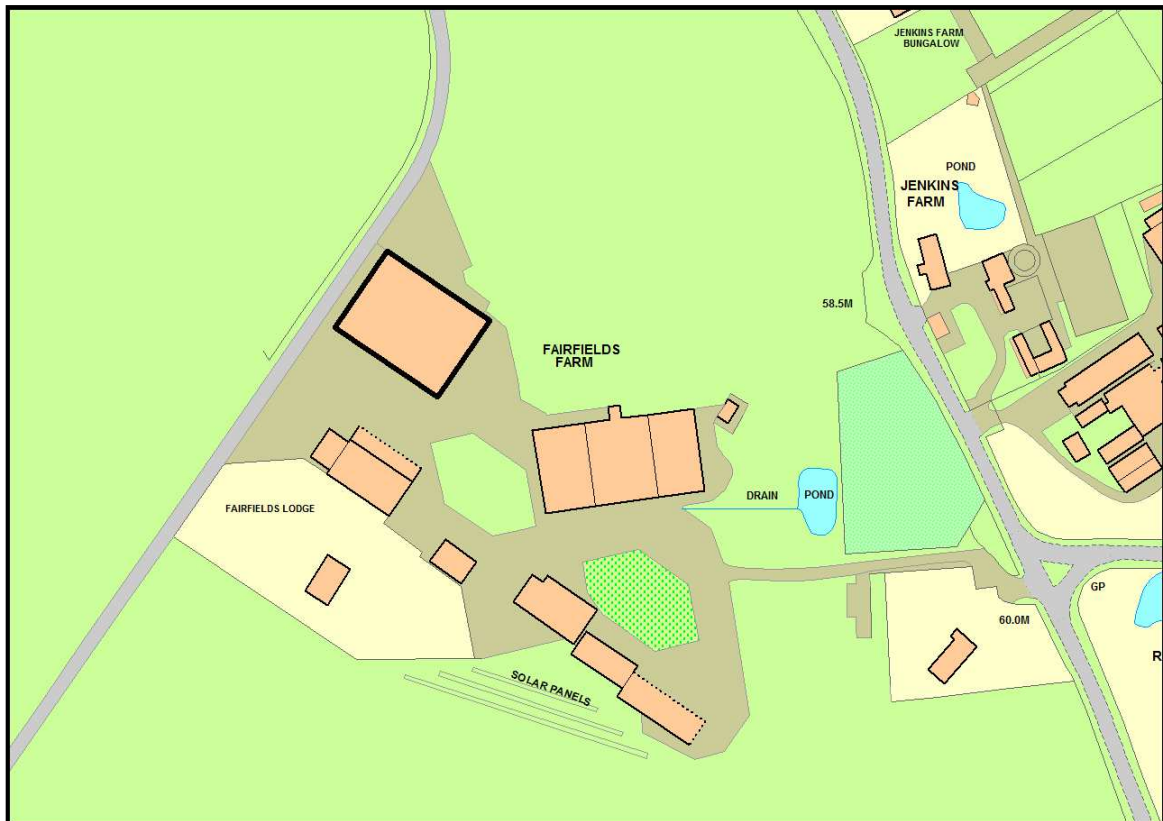 JENKINS FARM
BUNGALOW
POND
JENKINS
FARM
58.5M
FAIRFIELDS
FARM
DRAIN
POND
FAIRFIELDS LODGE
GP
60.0M
R
SOLAR PANELS